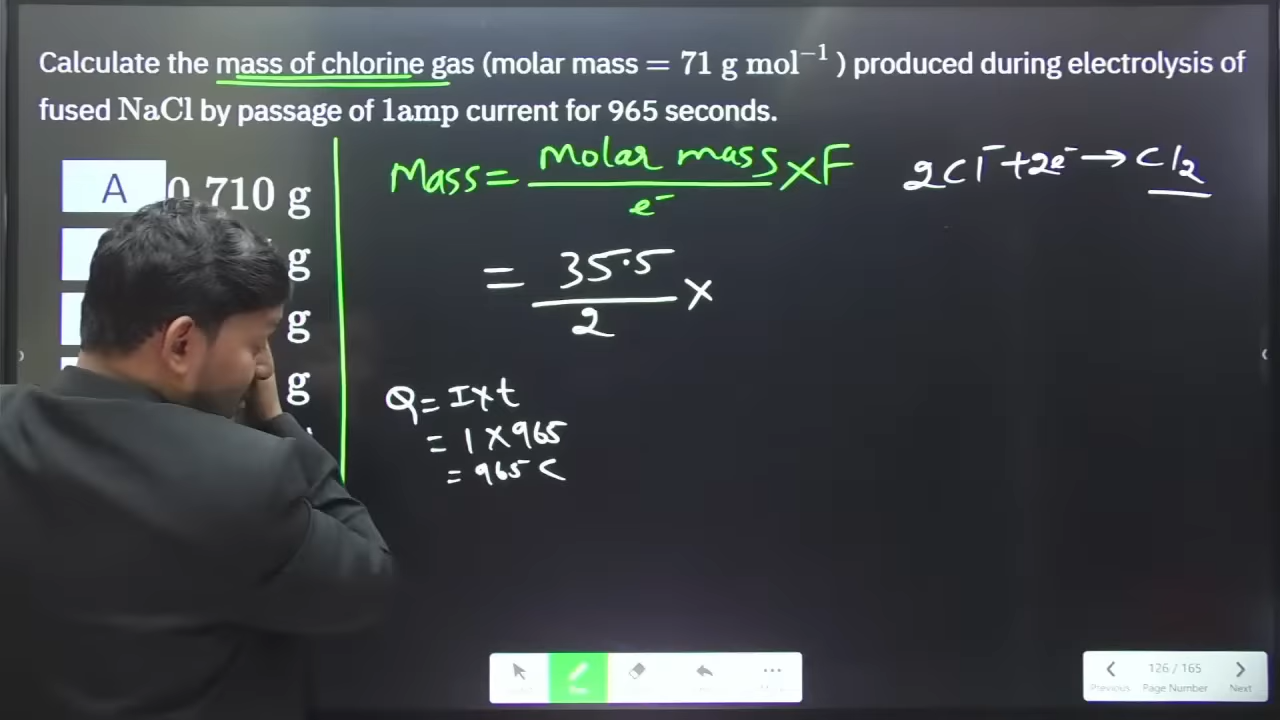 Calculate the mass of chlorine gas (molar mass = 71 g mol⁻¹ ) produced during electrolysis of
fused NaCl by passage of 1amp current for 965 seconds.
A 0.710 g
g
g
g
Mass = Molar mass / e⁻ × F
2Cl⁻ + 2e⁻ → Cl₂
= 35.5 / 2 ×
Q = I × t
= 1 × 965
= 965 C
126 / 165
Previous Page Number Next